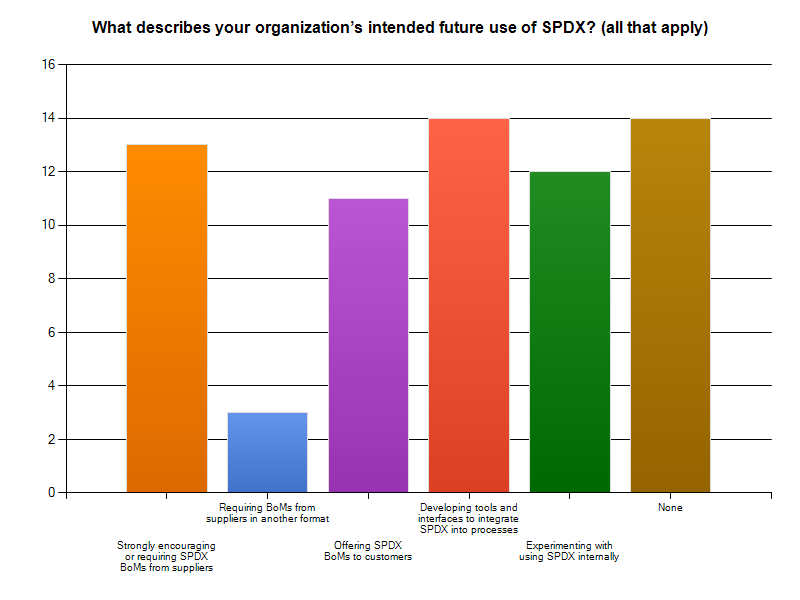 What describes your organization's intended future use of SPDX? (all that apply)
16
14
12
10
8
6
4
2
0
Strongly encouraging
or requiring SPDX
BoMs from suppliers
Requiring BoMs from
suppliers in another format
Offering SPDX
BoMs to customers
Developing tools and
interfaces to integrate
SPDX into processes
Experimenting with
using SPDX internally
None